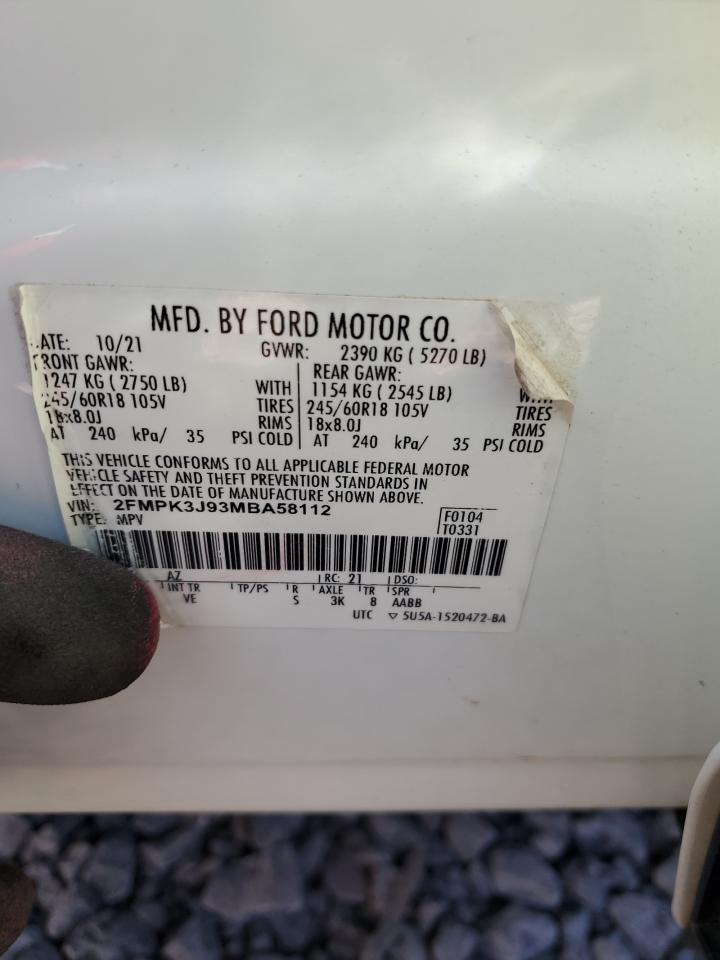 MFD. BY FORD MOTOR CO.
DATE: 10/21 GVWR: 2390 KG ( 5270 LB)
FRONT GAWR: REAR GAWR:
1247 KG ( 2750 LB) WITH 1154 KG ( 2545 LB) WITH
245/60R18 105V TIRES 245/60R18 105V TIRES
18x8.0J RIMS 18x8.0J RIMS
AT 240 kPa/ 35 PSI COLD AT 240 kPa/ 35 PSI COLD
THIS VEHICLE CONFORMS TO ALL APPLICABLE FEDERAL MOTOR
VEHICLE SAFETY AND THEFT PREVENTION STANDARDS IN
EFFECT ON THE DATE OF MANUFACTURE SHOWN ABOVE.
VIN: 2FMPK3J93MBA58112
TYPE: MPV
F0104
T0331
AZ RC: 21 DSO:
INT TR TP/PS R AXLE TR SPR
VE S 3K 8 AABB
UTC ▽ 5U5A-1520472-BA